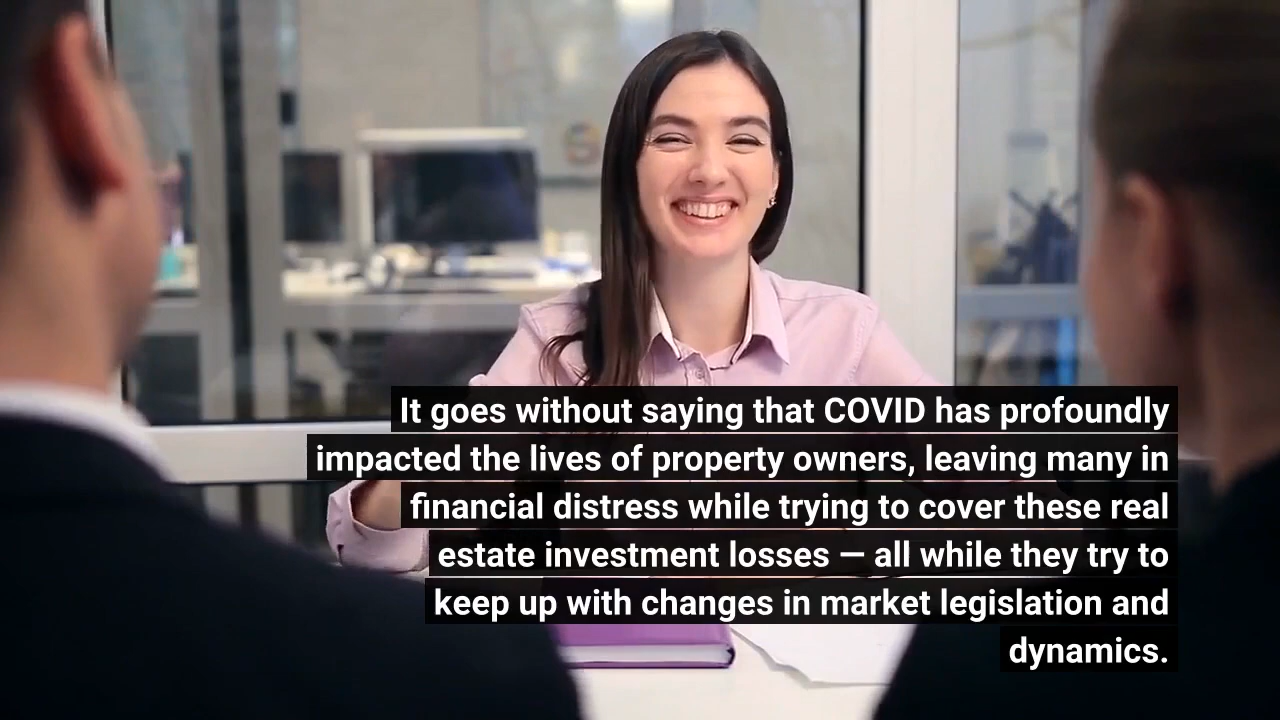 It goes without saying that COVID has profoundly
impacted the lives of property owners, leaving many in
financial distress while trying to cover these real
estate investment losses — all while they try to
keep up with changes in market legislation and
dynamics.